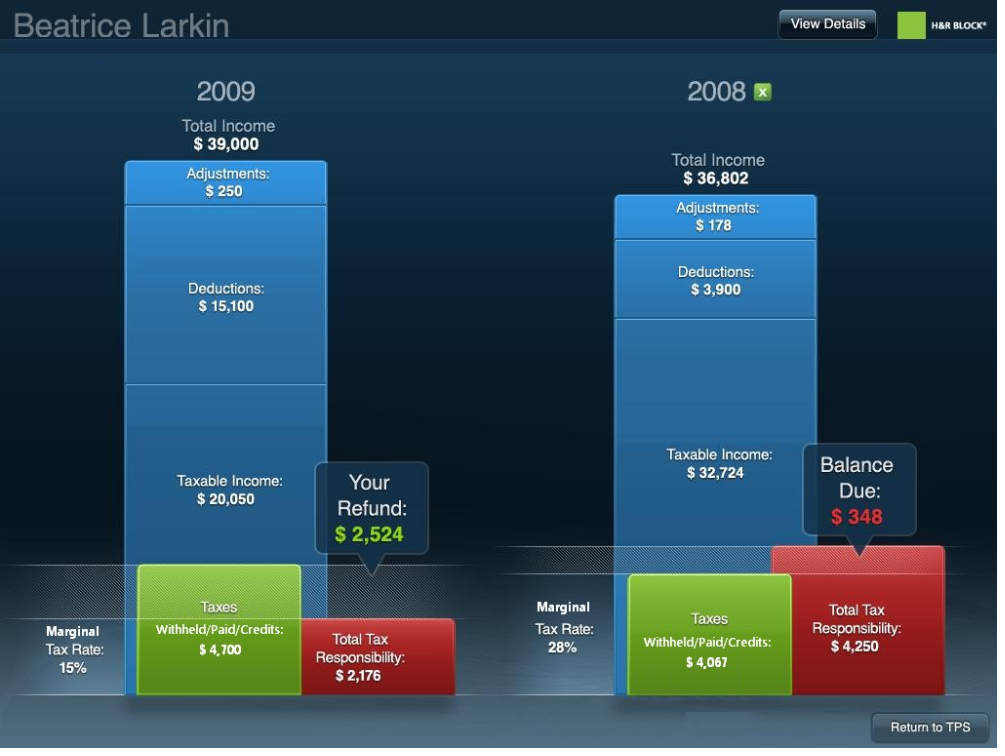 Beatrice Larkin
View Details
H&R BLOCK®
2009
Total Income
$ 39,000
Adjustments:
$ 250
Deductions:
$ 15,100
Taxable Income:
$ 20,050
Your
Refund:
$ 2,524
Marginal
Tax Rate:
15%
Taxes
Withheld/Paid/Credits:
$ 4,700
Total Tax
Responsibility:
$ 2,176
2008 x
Total Income
$ 36,802
Adjustments:
$ 178
Deductions:
$ 3,900
Taxable Income:
$ 32,724
Balance
Due:
$ 348
Marginal
Tax Rate:
28%
Taxes
Withheld/Paid/Credits:
$ 4,067
Total Tax
Responsibility:
$ 4,250
Return to TPS